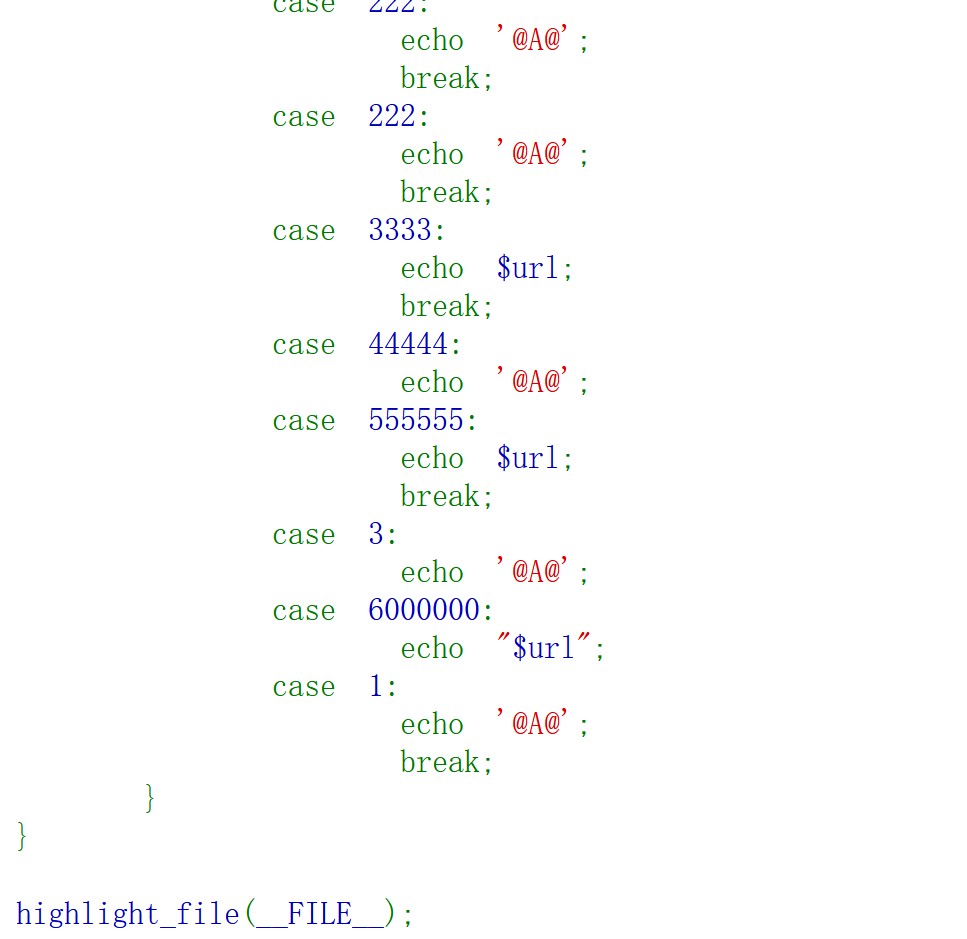 case 222:
echo '@A@';
break;
case 222:
echo '@A@';
break;
case 3333:
echo $url;
break;
case 44444:
echo '@A@';
case 555555:
echo $url;
break;
case 3:
echo '@A@';
case 6000000:
echo "$url";
case 1:
echo '@A@';
break;
}
}
highlight_file(__FILE__);